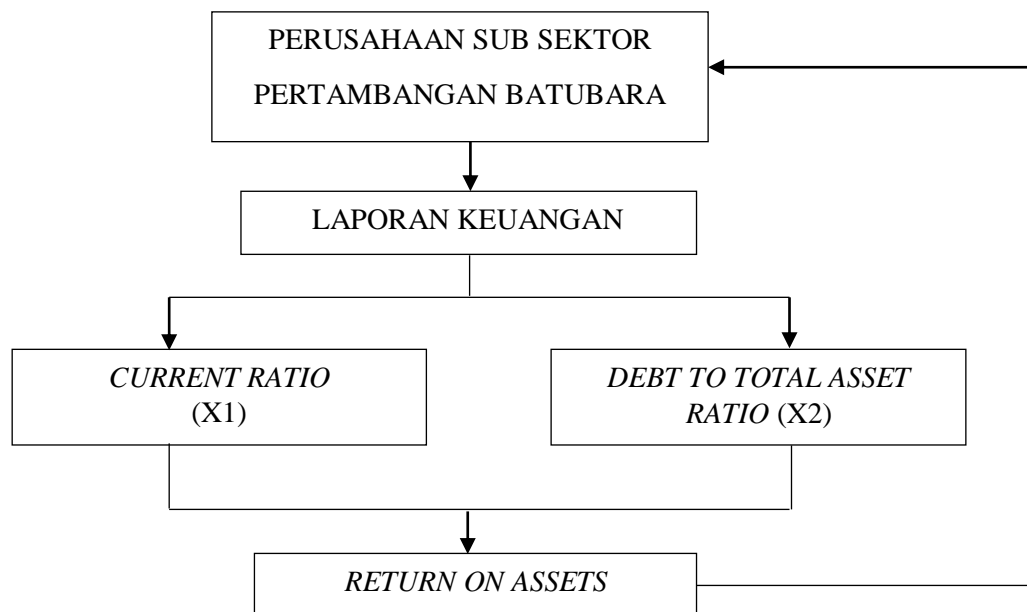 PERUSAHAAN SUB SEKTOR
PERTAMBANGAN BATUBARA
LAPORAN KEUANGAN
CURRENT RATIO
(X1)
DEBT TO TOTAL ASSET
RATIO (X2)
RETURN ON ASSETS